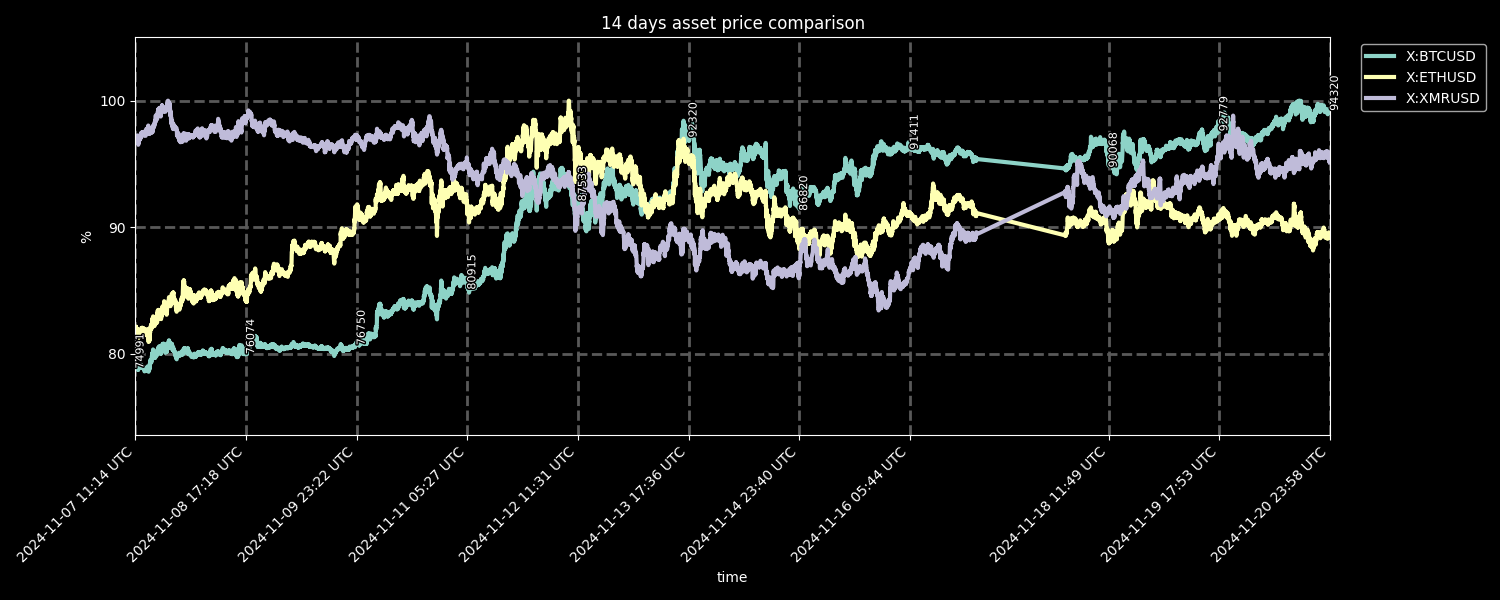 14 days asset price comparison
X:BTCUSD
X:ETHUSD
X:XMRUSD
100
90
80
%
74991
76074
76750
80915
87533
92320
86820
91411
90068
92779
94320
2024-11-07 11:14 UTC
2024-11-08 17:18 UTC
2024-11-09 23:22 UTC
2024-11-11 05:27 UTC
2024-11-12 11:31 UTC
2024-11-13 17:36 UTC
2024-11-14 23:40 UTC
2024-11-16 05:44 UTC
2024-11-18 11:49 UTC
2024-11-19 17:53 UTC
2024-11-20 23:58 UTC
time